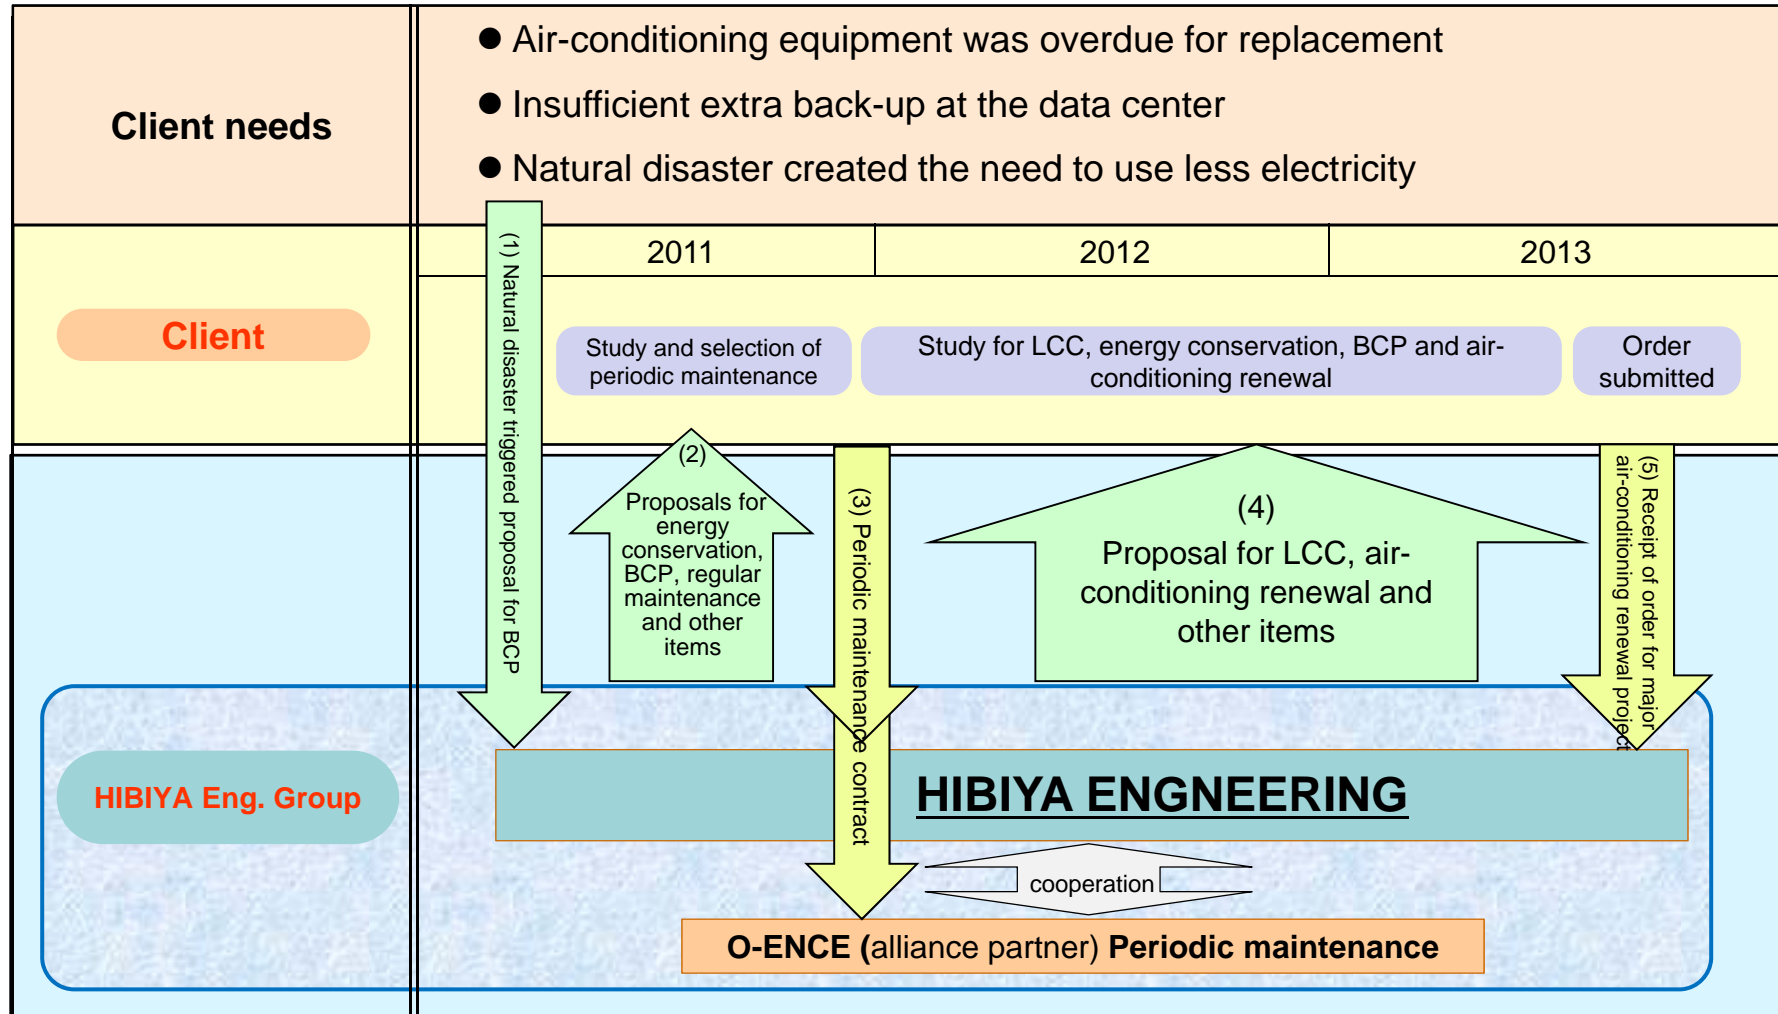 Client needs
● Air-conditioning equipment was overdue for replacement
● Insufficient extra back-up at the data center
● Natural disaster created the need to use less electricity
2011
2012
2013
Client
Study and selection of
periodic maintenance
Study for LCC, energy conservation, BCP and air-
conditioning renewal
Order
submitted
(1) Natural disaster triggered proposal for BCP
(2)
Proposals for
energy
conservation,
BCP, regular
maintenance
and other
items
(3) Periodic maintenance contract
(4)
Proposal for LCC, air-
conditioning renewal and
other items
(5) Receipt of order for major
air-conditioning renewal project
HIBIYA Eng. Group
HIBIYA ENGNEERING
cooperation
O-ENCE (alliance partner) Periodic maintenance